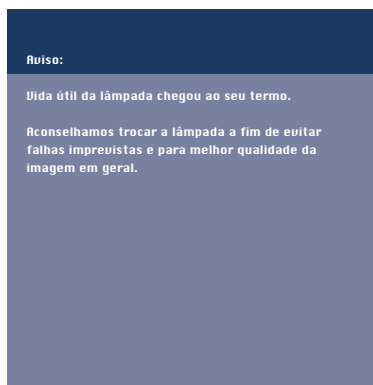 Aviso:
Vida útil da lâmpada chegou ao seu termo.
Aconselhamos trocar a lâmpada a fim de evitar
falhas imprevistas e para melhor qualidade da
imagem em geral.